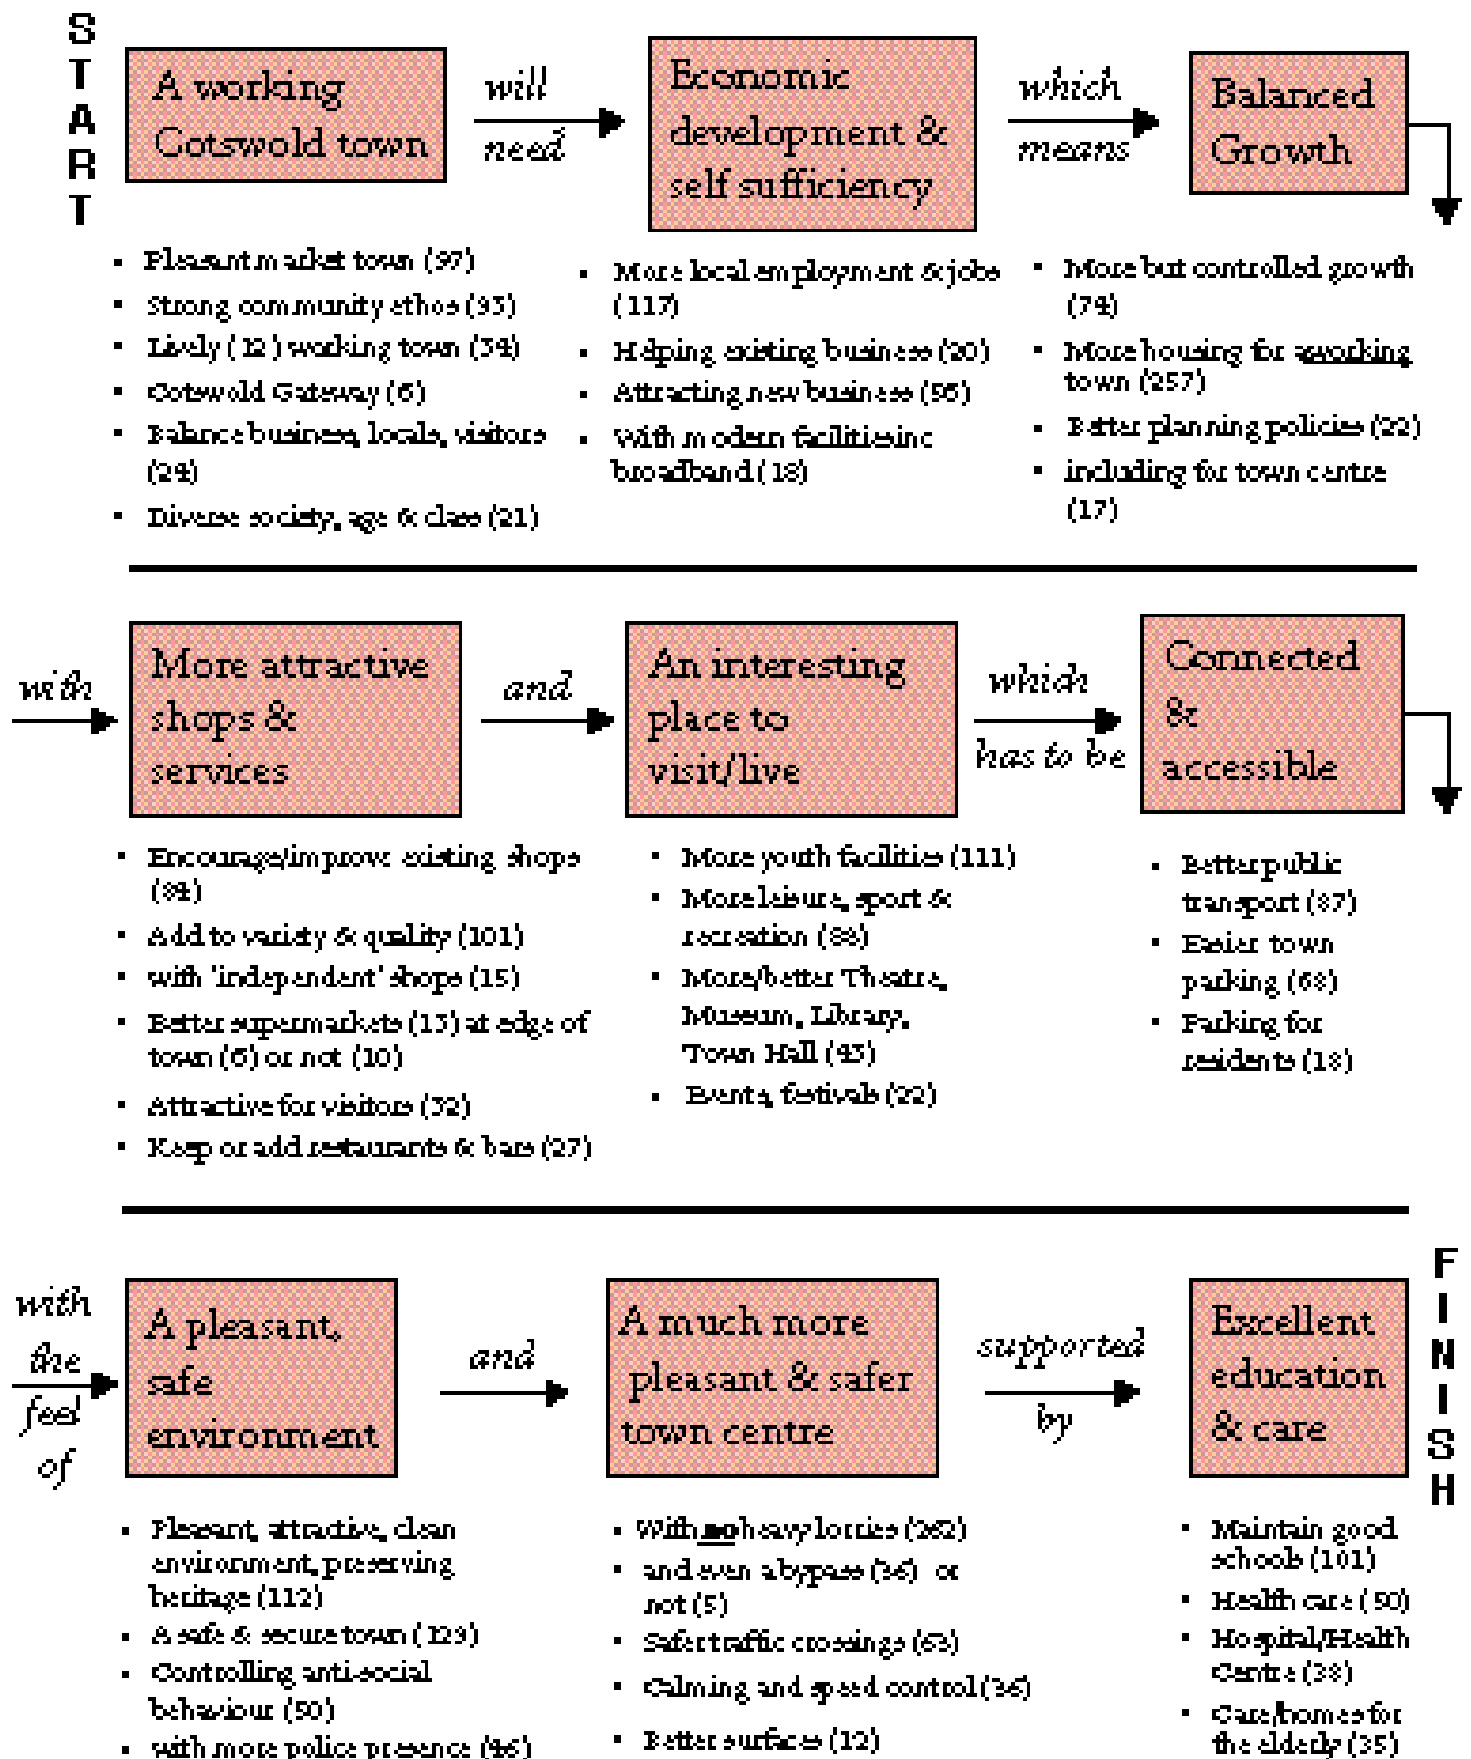 START
A working
Cotswold town
will
need
Economic
development &
self sufficiency
which
means
Balanced
Growth
▪ Pleasant market town (97)
▪ Strong community ethos (93)
▪ Lively (12) working town (34)
▪ Cotswold Gateway (6)
▪ Balance business, locals, visitors
(24)
▪ Diverse society, age & class (21)
▪ More local employment & jobs
(117)
▪ Helping existing business (20)
▪ Attracting new business (56)
▪ With modern facilities inc
broadband (18)
▪ More but controlled growth
(74)
▪ More housing for a working
town (257)
▪ Better planning policies (22)
▪ including for town centre
(17)
with
More attractive
shops &
services
and
An interesting
place to
visit/live
which
has to be
Connected
&
accessible
▪ Encourage/improve existing shops
(84)
▪ Add to variety & quality (101)
▪ with 'independent' shops (15)
▪ Better supermarkets (13) at edge of
town (6) or not (10)
▪ Attractive for visitors (32)
▪ Keep or add restaurants & bars (27)
▪ More youth facilities (111)
▪ More leisure, sport &
recreation (88)
▪ More/better Theatre,
Museum, Library,
Town Hall (43)
▪ Events, festivals (22)
▪ Better public
transport (87)
▪ Easier town
parking (68)
▪ Parking for
residents (18)
with
the
feel
of
A pleasant,
safe
environment
and
A much more
pleasant & safer
town centre
supported
by
Excellent
education
& care
FINISH
▪ Pleasant, attractive, clean
environment, preserving
heritage (112)
▪ A safe & secure town (129)
▪ Controlling anti-social
behaviour (50)
▪ with more police presence (46)
▪ With no heavy lorries (262)
▪ and even a bypass (36) or
not (5)
▪ Safer traffic crossings (63)
▪ Calming and speed control (36)
▪ Better surfaces (12)
▪ Maintain good
schools (101)
▪ Health care (50)
▪ Hospital/Health
Centre (38)
▪ Care/homes for
the elderly (35)